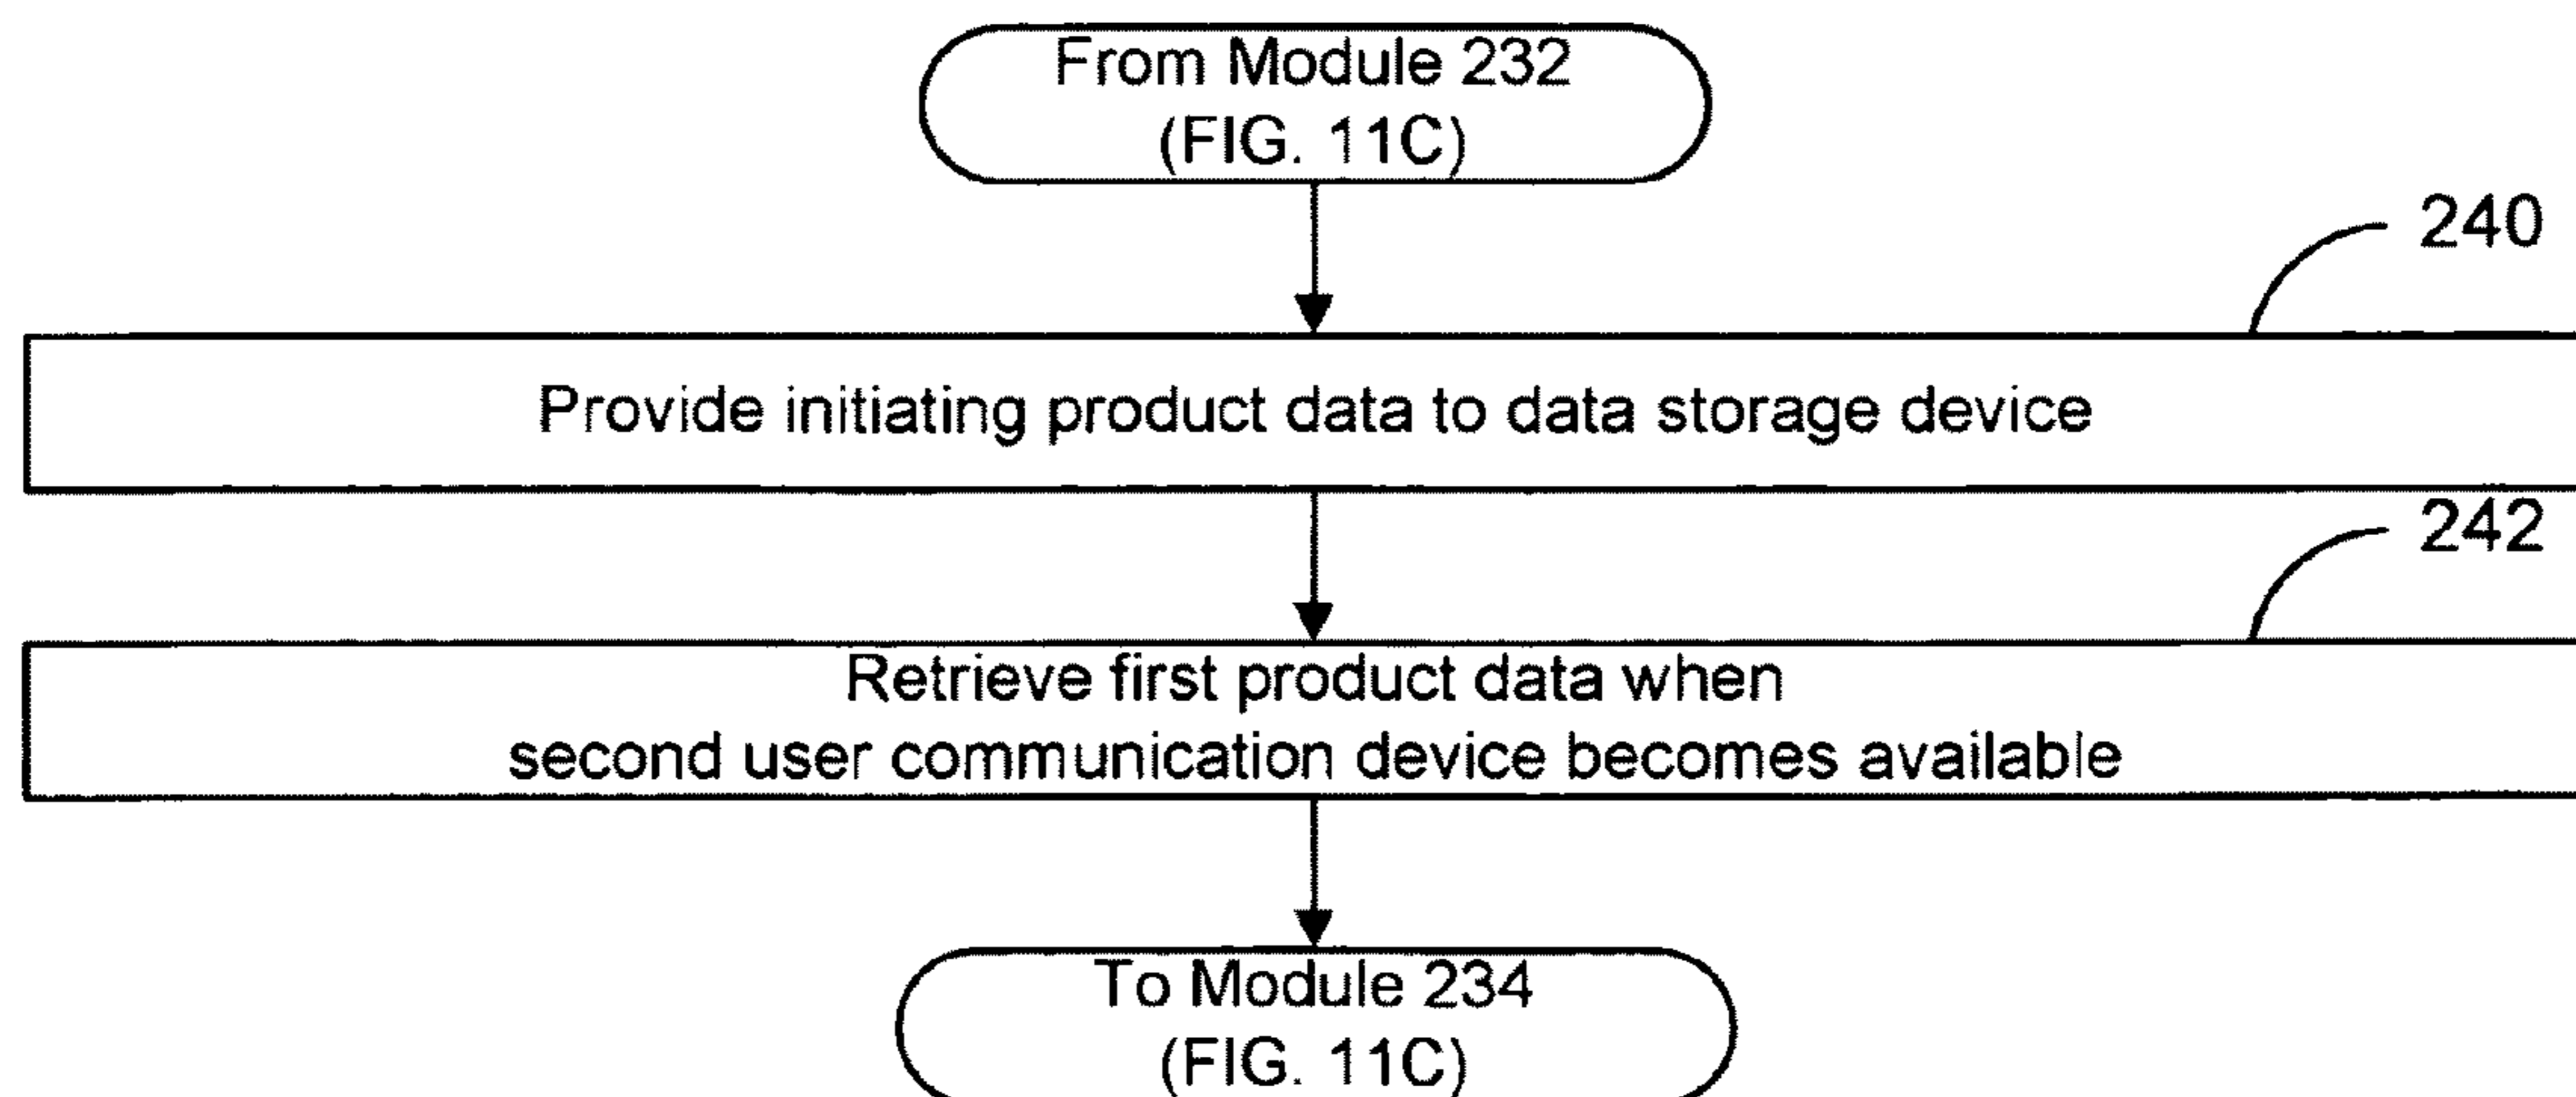 From Module 232
(FIG. 11C)
240
Provide initiating product data to data storage device
242
Retrieve first product data when
second user communication device becomes available
To Module 234
(FIG. 11C)